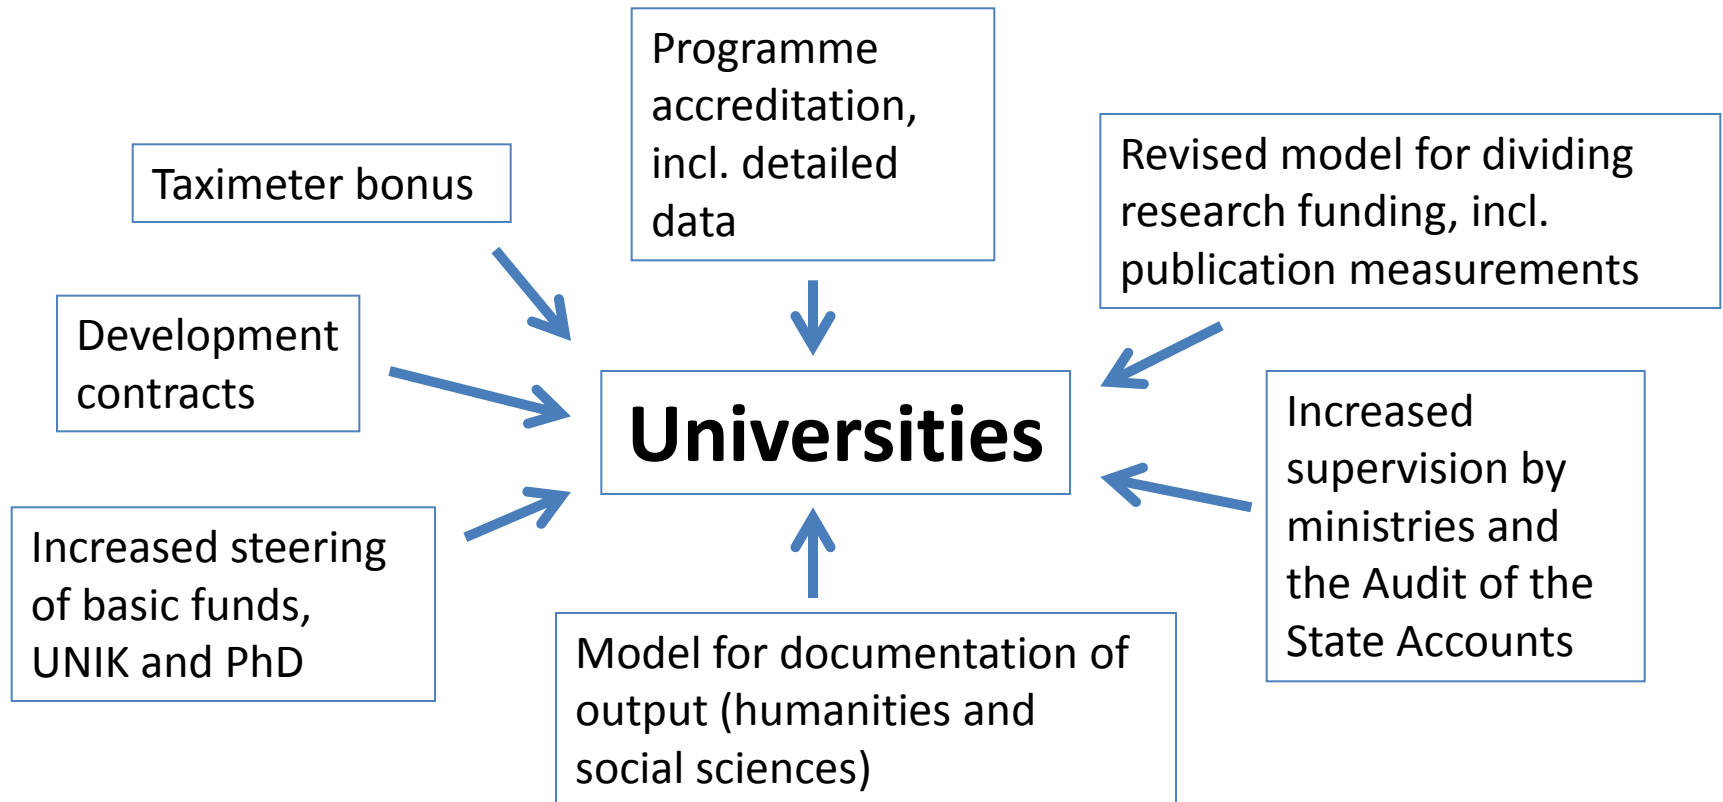 Programme
accreditation,
incl. detailed
data
Taximeter bonus
Revised model for dividing
research funding, incl.
publication measurements
Development
contracts
Universities
Increased
supervision by
ministries and
the Audit of the
State Accounts
Increased steering
of basic funds,
UNIK and PhD
Model for documentation of
output (humanities and
social sciences)